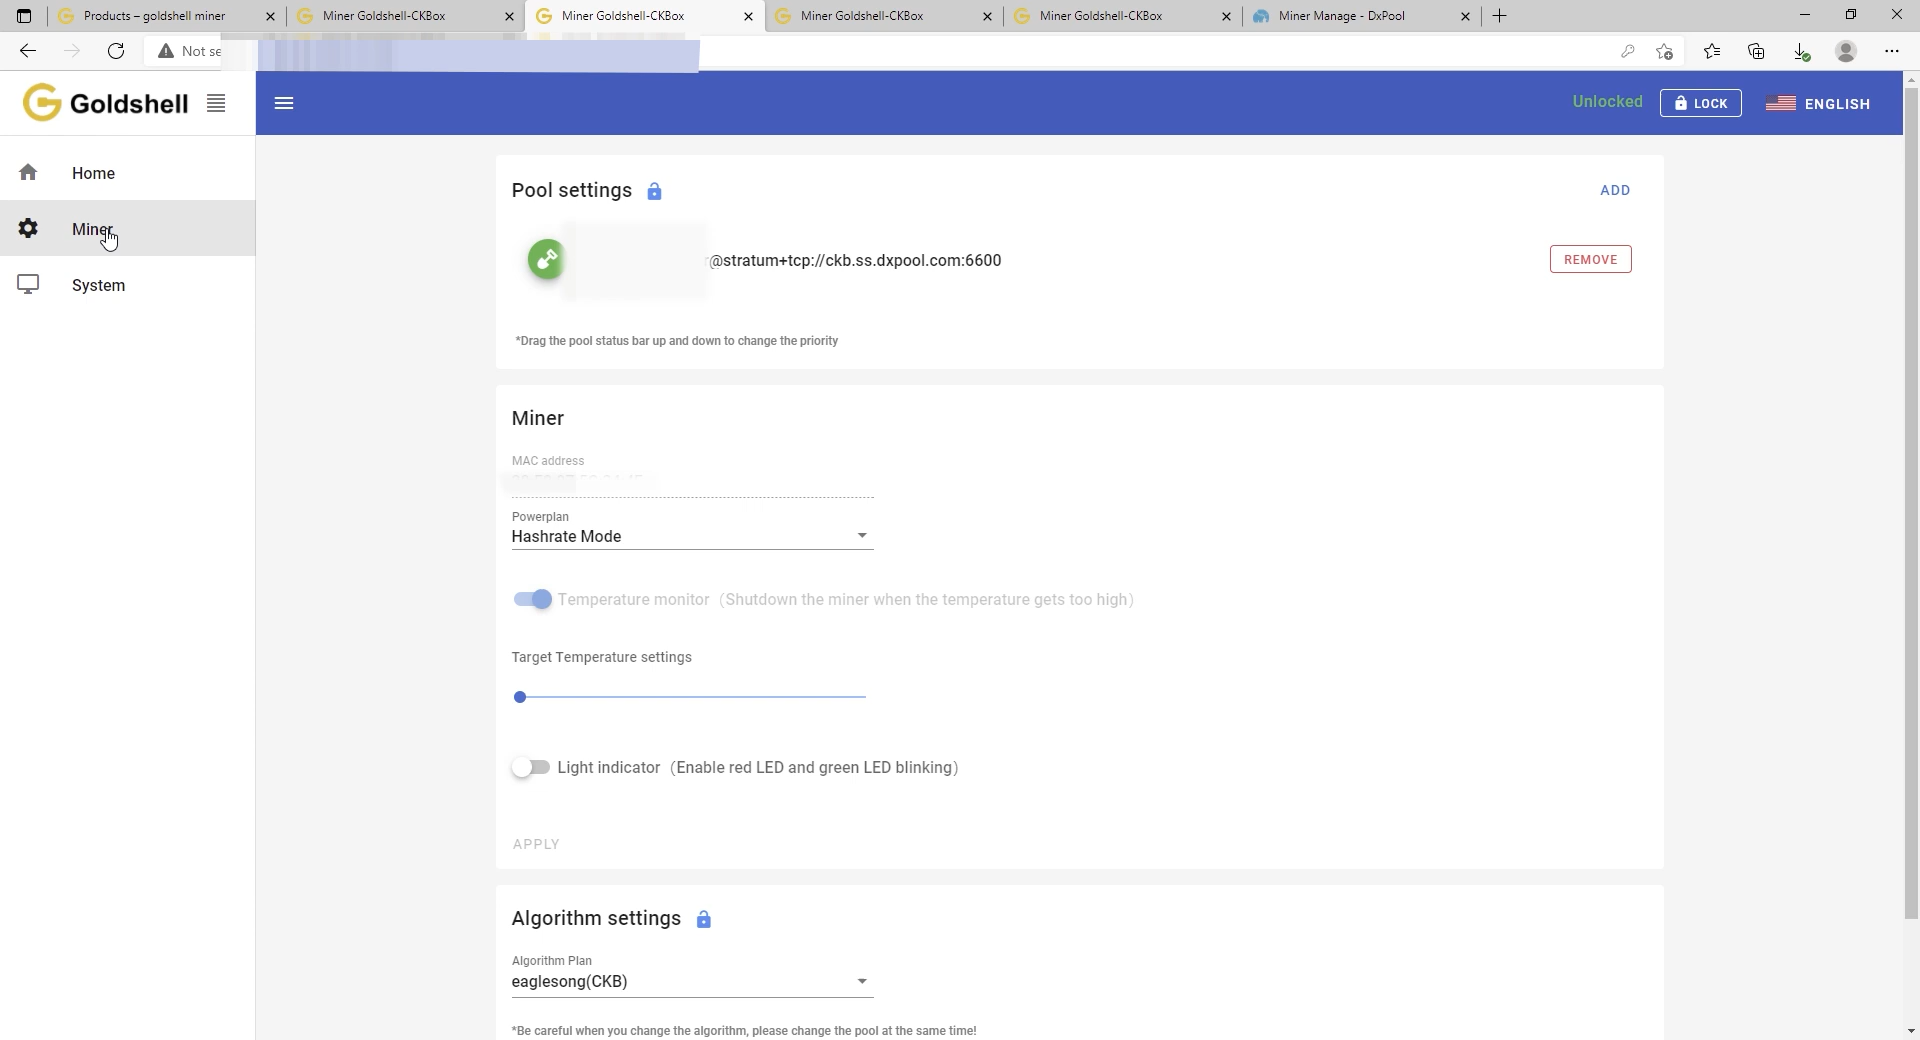 Products – goldshell miner
Miner Goldshell-CKBox
Miner Goldshell-CKBox
Miner Goldshell-CKBox
Miner Goldshell-CKBox
Miner Manage - DxPool
Not
Goldshell
Unlocked
LOCK
ENGLISH
Home
Miner
System
Pool settings
ADD
@stratum+tcp://ckb.ss.dxpool.com:6600
REMOVE
*Drag the pool status bar up and down to change the priority
Miner
MAC address
Powerplan
Hashrate Mode
Temperature monitor（Shutdown the miner when the temperature gets too high）
Target Temperature settings
Light indicator（Enable red LED and green LED blinking）
APPLY
Algorithm settings
Algorithm Plan
eaglesong(CKB)
*Be careful when you change the algorithm, please change the pool at the same time!